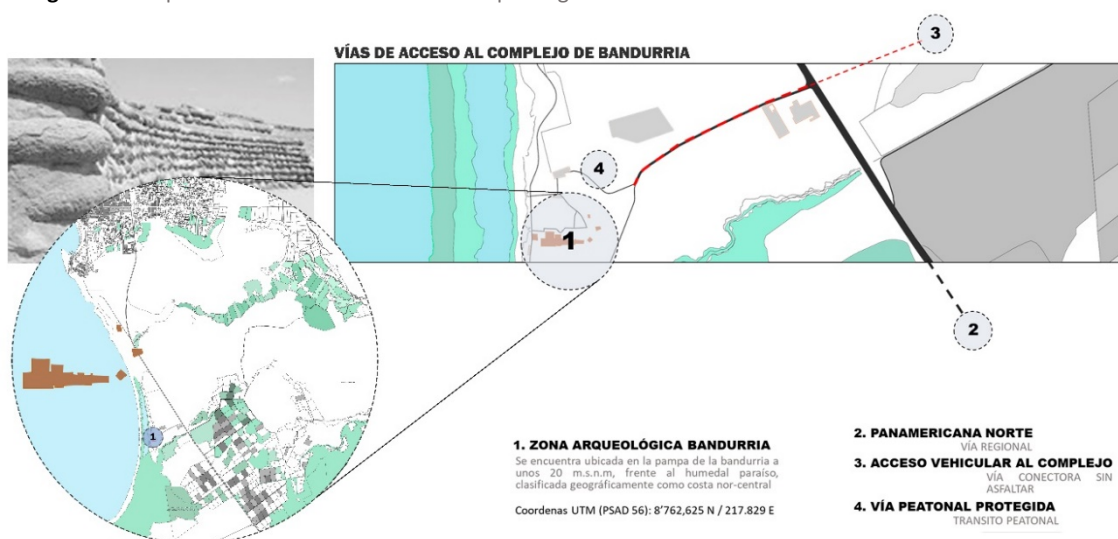 VÍAS DE ACCESO AL COMPLEJO DE BANDURRIA
3
4
1
2
1
1. ZONA ARQUEOLÓGICA BANDURRIA
Se encuentra ubicada en la pampa de la bandurria a
unos 20 m.s.n.m, frente al humedal paraíso,
clasificada geográficamente como costa nor-central
Coordenas UTM (PSAD 56): 8'762,625 N / 217.829 E
2. PANAMERICANA NORTE
VÍA REGIONAL
3. ACCESO VEHICULAR AL COMPLEJO
VÍA CONECTORA SIN
ASFALTAR
4. VÍA PEATONAL PROTEGIDA
TRANSITO PEATONAL